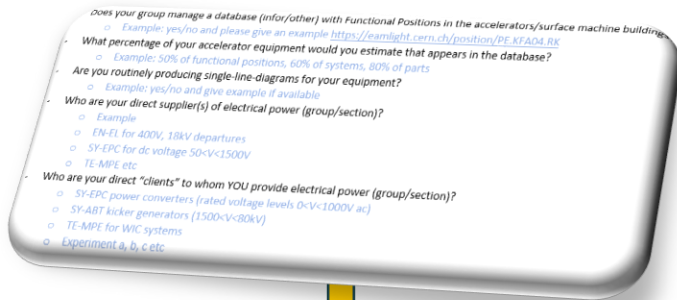 Does your group manage a database (infor/other) with Functional Positions in the accelerators/surface machine buildings
o Example: yes/no and please give an example https://eamlight.cern.ch/position/PE.KFA04.RK
- What percentage of your accelerator equipment would you estimate that appears in the database?
o Example: 50% of functional positions, 60% of systems, 80% of parts
- Are you routinely producing single-line-diagrams for your equipment?
o Example: yes/no and give example if available
- Who are your direct supplier(s) of electrical power (group/section)?
o Example
o EN-EL for 400V, 18kV departures
o SY-EPC for dc voltage 50<V<1500V
o TE-MPE etc
- Who are your direct "clients" to whom YOU provide electrical power (group/section)?
o SY-EPC power converters (rated voltage levels 0<V<1000V ac)
o SY-ABT kicker generators (1500<V<80kV)
o TE-MPE for WIC systems
o Experiment a, b, c etc